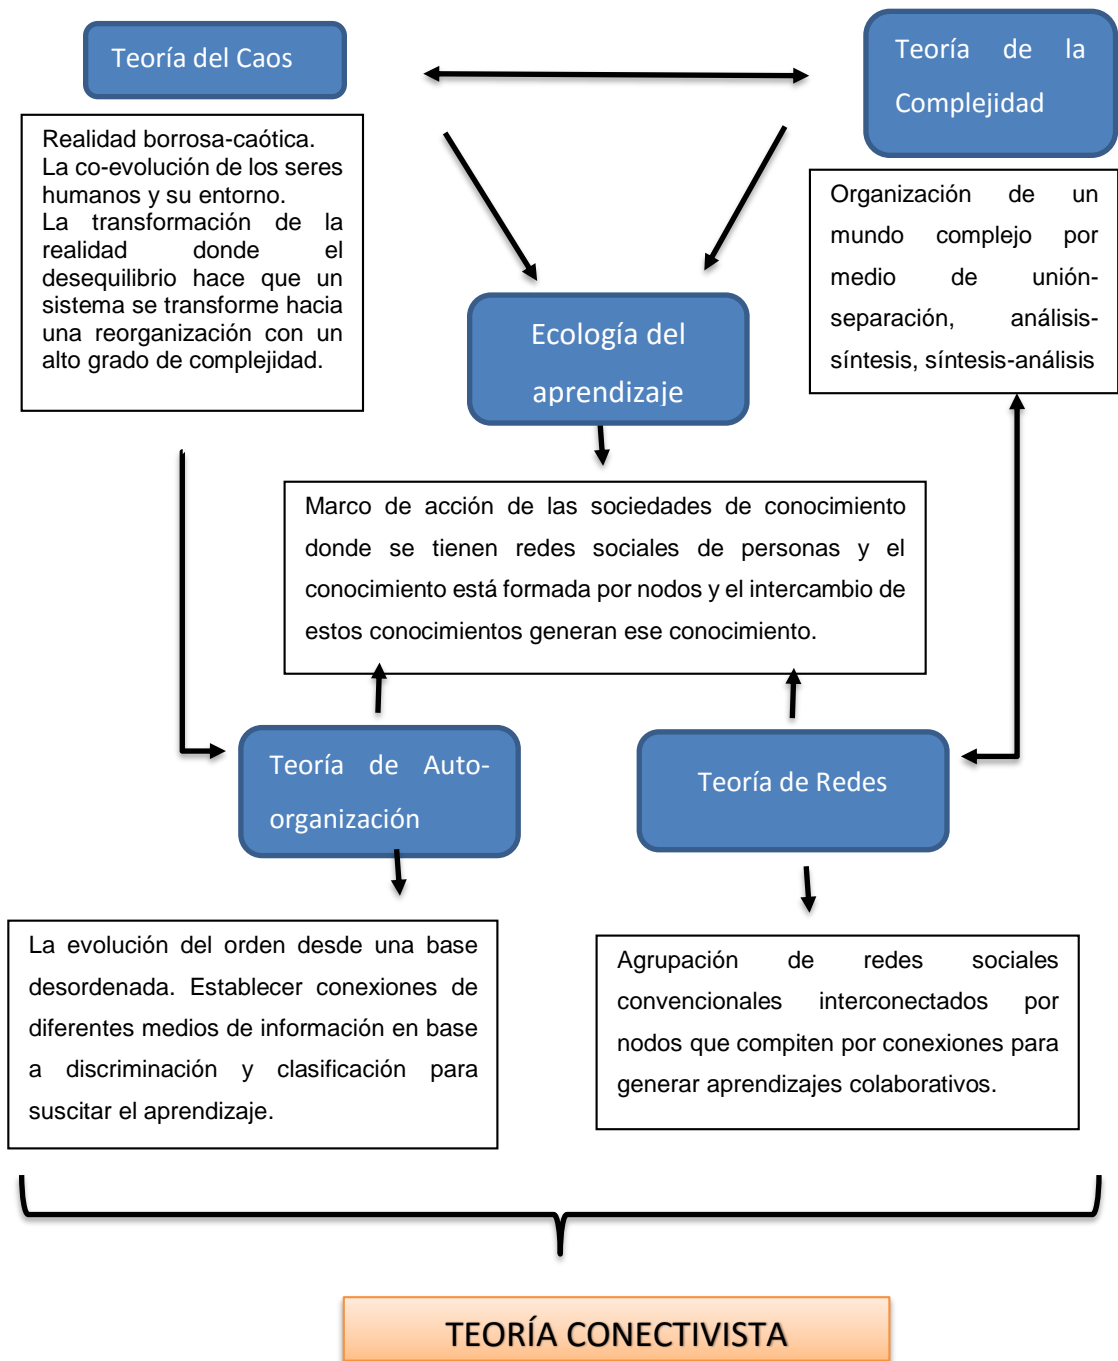 Teoría del Caos
Teoría de la
Complejidad
Realidad borrosa-caótica.
La co-evolución de los seres
humanos y su entorno.
La transformación de la
realidad donde el
desequilibrio hace que un
sistema se transforme hacia
una reorganización con un
alto grado de complejidad.
Organización de un
mundo complejo por
medio de unión-
separación, análisis-
síntesis, síntesis-análisis
Ecología del
aprendizaje
Marco de acción de las sociedades de conocimiento
donde se tienen redes sociales de personas y el
conocimiento está formada por nodos y el intercambio de
estos conocimientos generan ese conocimiento.
Teoría de Auto-
organización
Teoría de Redes
La evolución del orden desde una base
desordenada. Establecer conexiones de
diferentes medios de información en base
a discriminación y clasificación para
suscitar el aprendizaje.
Agrupación de redes sociales
convencionales interconectados por
nodos que compiten por conexiones para
generar aprendizajes colaborativos.
TEORÍA CONECTIVISTA